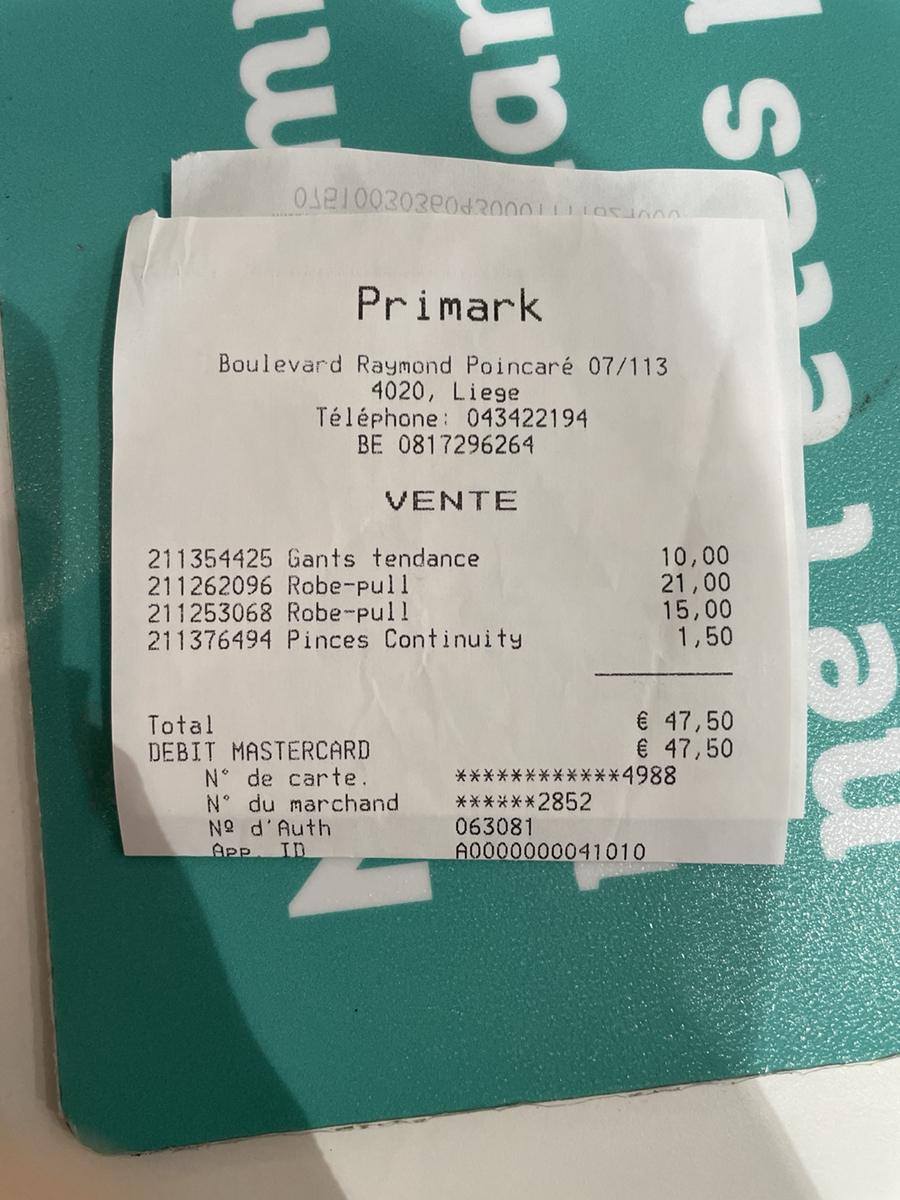 Primark
Boulevard Raymond Poincaré 07/113
4020, Liege
Téléphone: 043422194
BE 0817296264
VENTE
211354425 Gants tendance 10,00
211262096 Robe-pull 21,00
211253068 Robe-pull 15,00
211376494 Pinces Continuity 1,50
Total € 47,50
DEBIT MASTERCARD € 47,50
N° de carte. ************4988
N° du marchand ******2852
Nº d'Auth 063081
App. ID A0000000041010